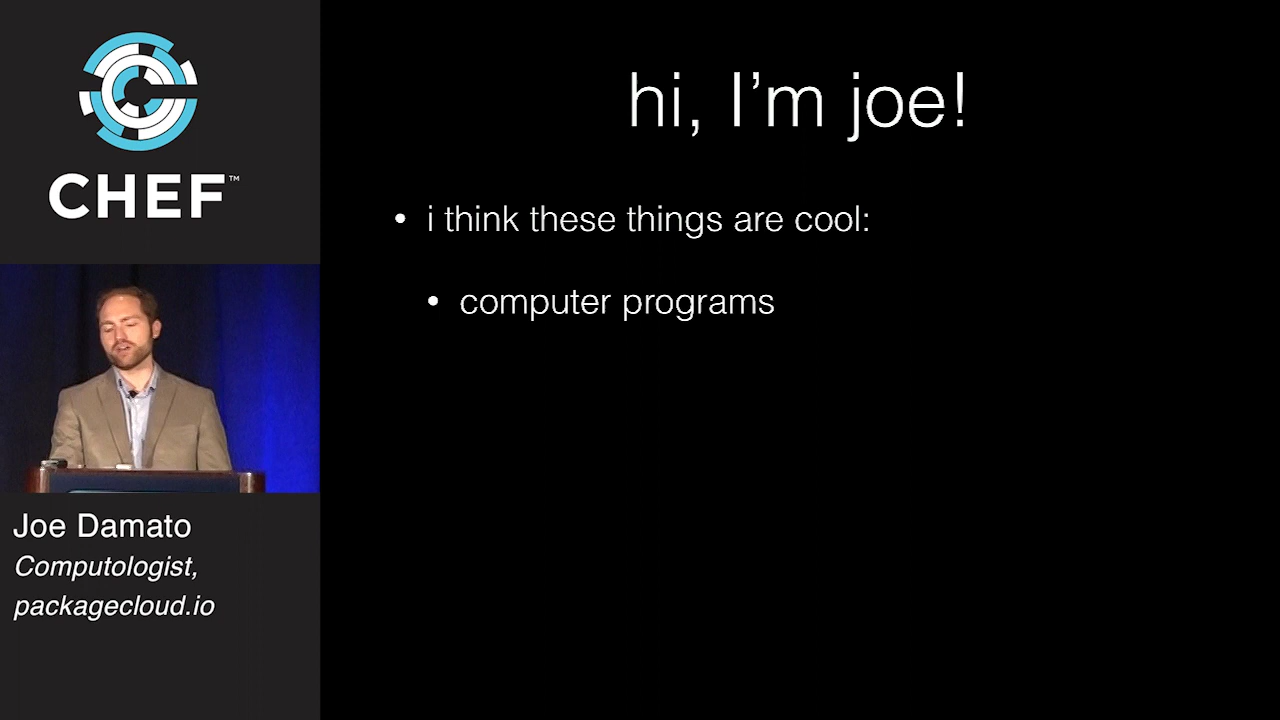 CHEF™
Joe Damato
Computologist,
packagecloud.io
hi, I’m joe!
• i think these things are cool:
• computer programs